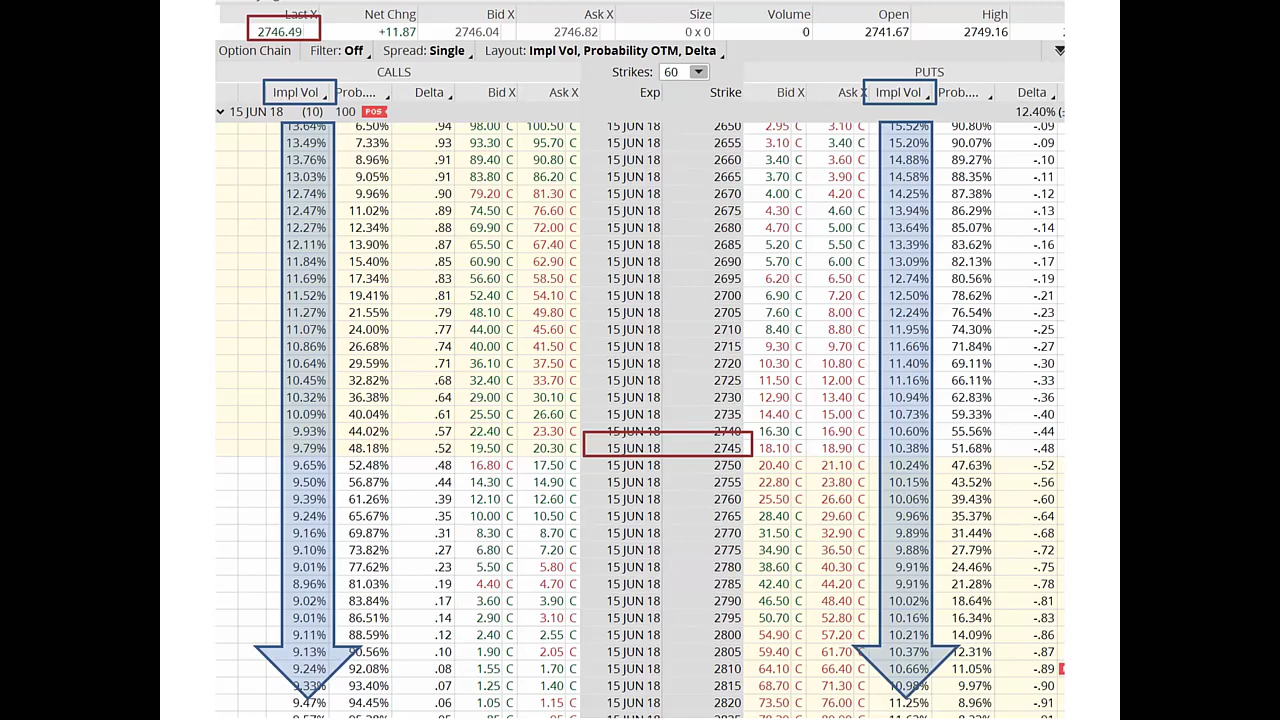 Last X Net Chng Bid X Ask X Size Volume Open High
2746.49 +11.87 2746.04 2746.82 0 x 0 0 2741.67 2749.16
Option Chain Filter: Off Spread: Single Layout: Impl Vol, Probability OTM, Delta
CALLS Strikes: 60 PUTS
Impl Vol Prob.... Delta Bid X Ask X Exp Strike Bid X Ask X Impl Vol Prob.... Delta
15 JUN 18 (10) 100 POS 12.40%
13.64% 6.50% .94 98.00 C 100.50 C 15 JUN 18 2650 2.95 C 3.10 C 15.52% 90.80% -.09
13.49% 7.33% .93 93.30 C 95.70 C 15 JUN 18 2655 3.10 C 3.40 C 15.20% 90.07% -.09
13.76% 8.96% .91 89.40 C 90.80 C 15 JUN 18 2660 3.40 C 3.60 C 14.88% 89.27% -.10
13.03% 9.05% .91 83.80 C 86.20 C 15 JUN 18 2665 3.70 C 3.90 C 14.58% 88.35% -.11
12.74% 9.96% .90 79.20 C 81.30 C 15 JUN 18 2670 4.00 C 4.20 C 14.25% 87.38% -.12
12.47% 11.02% .89 74.50 C 76.60 C 15 JUN 18 2675 4.30 C 4.60 C 13.94% 86.29% -.13
12.27% 12.34% .88 69.90 C 72.00 C 15 JUN 18 2680 4.70 C 5.00 C 13.64% 85.07% -.14
12.11% 13.90% .87 65.50 C 67.40 C 15 JUN 18 2685 5.20 C 5.50 C 13.39% 83.62% -.16
11.84% 15.40% .85 60.90 C 62.90 C 15 JUN 18 2690 5.70 C 6.00 C 13.09% 82.13% -.17
11.69% 17.34% .83 56.60 C 58.50 C 15 JUN 18 2695 6.20 C 6.50 C 12.74% 80.56% -.19
11.52% 19.41% .81 52.40 C 54.10 C 15 JUN 18 2700 6.90 C 7.20 C 12.50% 78.62% -.21
11.27% 21.55% .79 48.10 C 49.80 C 15 JUN 18 2705 7.60 C 8.00 C 12.24% 76.54% -.23
11.07% 24.00% .77 44.00 C 45.60 C 15 JUN 18 2710 8.40 C 8.80 C 11.95% 74.30% -.25
10.86% 26.68% .74 40.00 C 41.50 C 15 JUN 18 2715 9.30 C 9.70 C 11.66% 71.84% -.27
10.64% 29.59% .71 36.10 C 37.50 C 15 JUN 18 2720 10.30 C 10.80 C 11.40% 69.11% -.30
10.45% 32.82% .68 32.40 C 33.70 C 15 JUN 18 2725 11.50 C 12.00 C 11.16% 66.11% -.33
10.32% 36.38% .64 29.00 C 30.10 C 15 JUN 18 2730 12.90 C 13.40 C 10.94% 62.83% -.36
10.09% 40.04% .61 25.50 C 26.60 C 15 JUN 18 2735 14.40 C 15.00 C 10.73% 59.33% -.40
9.93% 44.02% .57 22.40 C 23.30 C 15 JUN 18 2740 16.30 C 16.90 C 10.60% 55.56% -.44
9.79% 48.18% .52 19.50 C 20.30 C 15 JUN 18 2745 18.10 C 18.90 C 10.38% 51.68% -.48
9.65% 52.48% .48 16.80 C 17.50 C 15 JUN 18 2750 20.40 C 21.10 C 10.24% 47.63% -.52
9.50% 56.87% .44 14.30 C 14.90 C 15 JUN 18 2755 22.80 C 23.80 C 10.15% 43.52% -.56
9.39% 61.26% .39 12.10 C 12.60 C 15 JUN 18 2760 25.50 C 26.60 C 10.06% 39.43% -.60
9.24% 65.67% .35 10.00 C 10.50 C 15 JUN 18 2765 28.40 C 29.60 C 9.96% 35.37% -.64
9.16% 69.87% .31 8.30 C 8.70 C 15 JUN 18 2770 31.50 C 32.90 C 9.89% 31.44% -.68
9.10% 73.82% .27 6.80 C 7.20 C 15 JUN 18 2775 34.90 C 36.50 C 9.88% 27.79% -.72
9.01% 77.62% .23 5.50 C 5.80 C 15 JUN 18 2780 38.60 C 40.30 C 9.91% 24.46% -.75
8.96% 81.03% .19 4.40 C 4.70 C 15 JUN 18 2785 42.40 C 44.20 C 9.91% 21.28% -.78
9.02% 83.84% .17 3.60 C 3.90 C 15 JUN 18 2790 46.50 C 48.40 C 10.02% 18.64% -.81
9.01% 86.51% .14 2.90 C 3.10 C 15 JUN 18 2795 50.70 C 52.80 C 10.16% 16.34% -.83
9.11% 88.59% .12 2.40 C 2.55 C 15 JUN 18 2800 54.90 C 57.20 C 10.21% 14.09% -.86
9.13% 90.56% .10 1.90 C 2.05 C 15 JUN 18 2805 59.40 C 61.70 C 10.37% 12.31% -.87
9.24% 92.08% .08 1.55 C 1.70 C 15 JUN 18 2810 64.10 C 66.40 C 10.66% 11.05% -.89
9.33% 93.40% .07 1.25 C 1.40 C 15 JUN 18 2815 68.70 C 71.30 C 10.98% 9.97% -.90
9.47% 94.45% .06 1.05 C 1.15 C 15 JUN 18 2820 73.50 C 76.00 C 11.25% 8.96% -.91